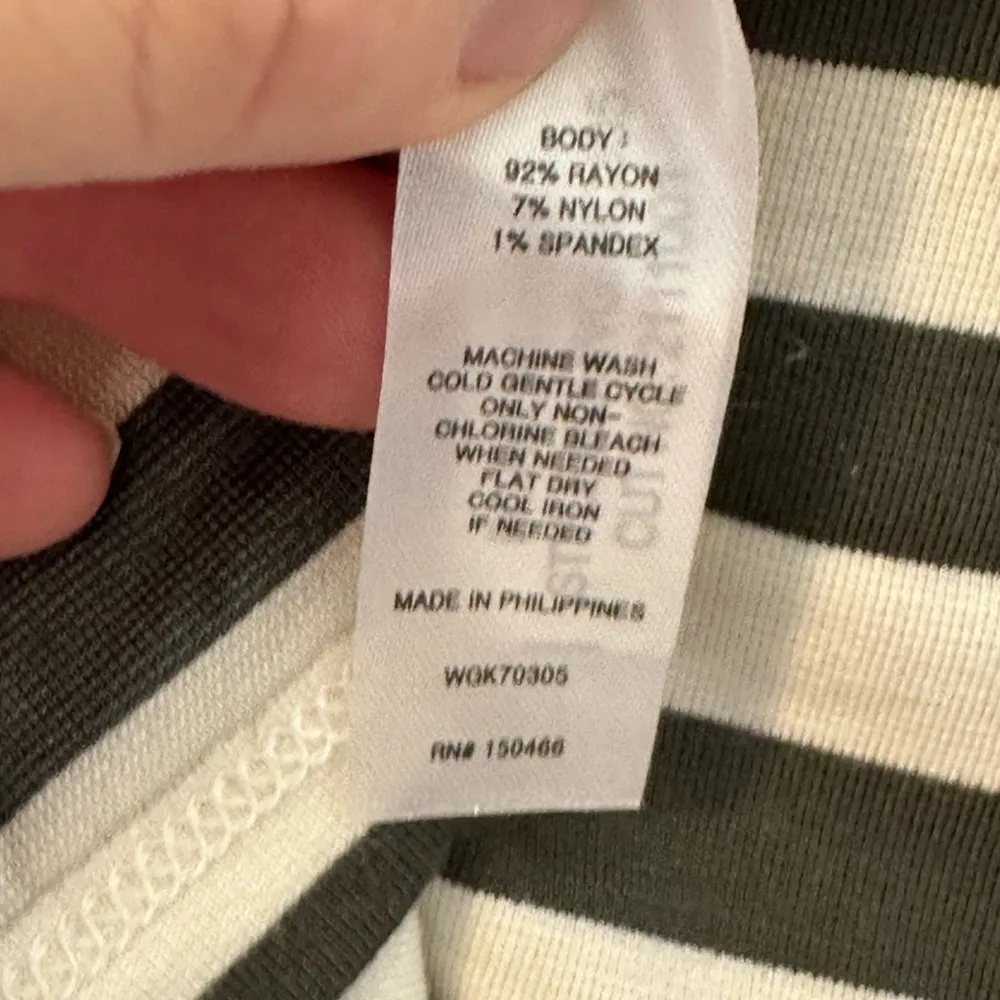 BODY :
92% RAYON
7% NYLON
1% SPANDEX
MACHINE WASH
COLD GENTLE CYCLE
ONLY NON-
CHLORINE BLEACH
WHEN NEEDED
FLAT DRY
COOL IRON
IF NEEDED
MADE IN PHILIPPINES
WGK70305
RN# 150466